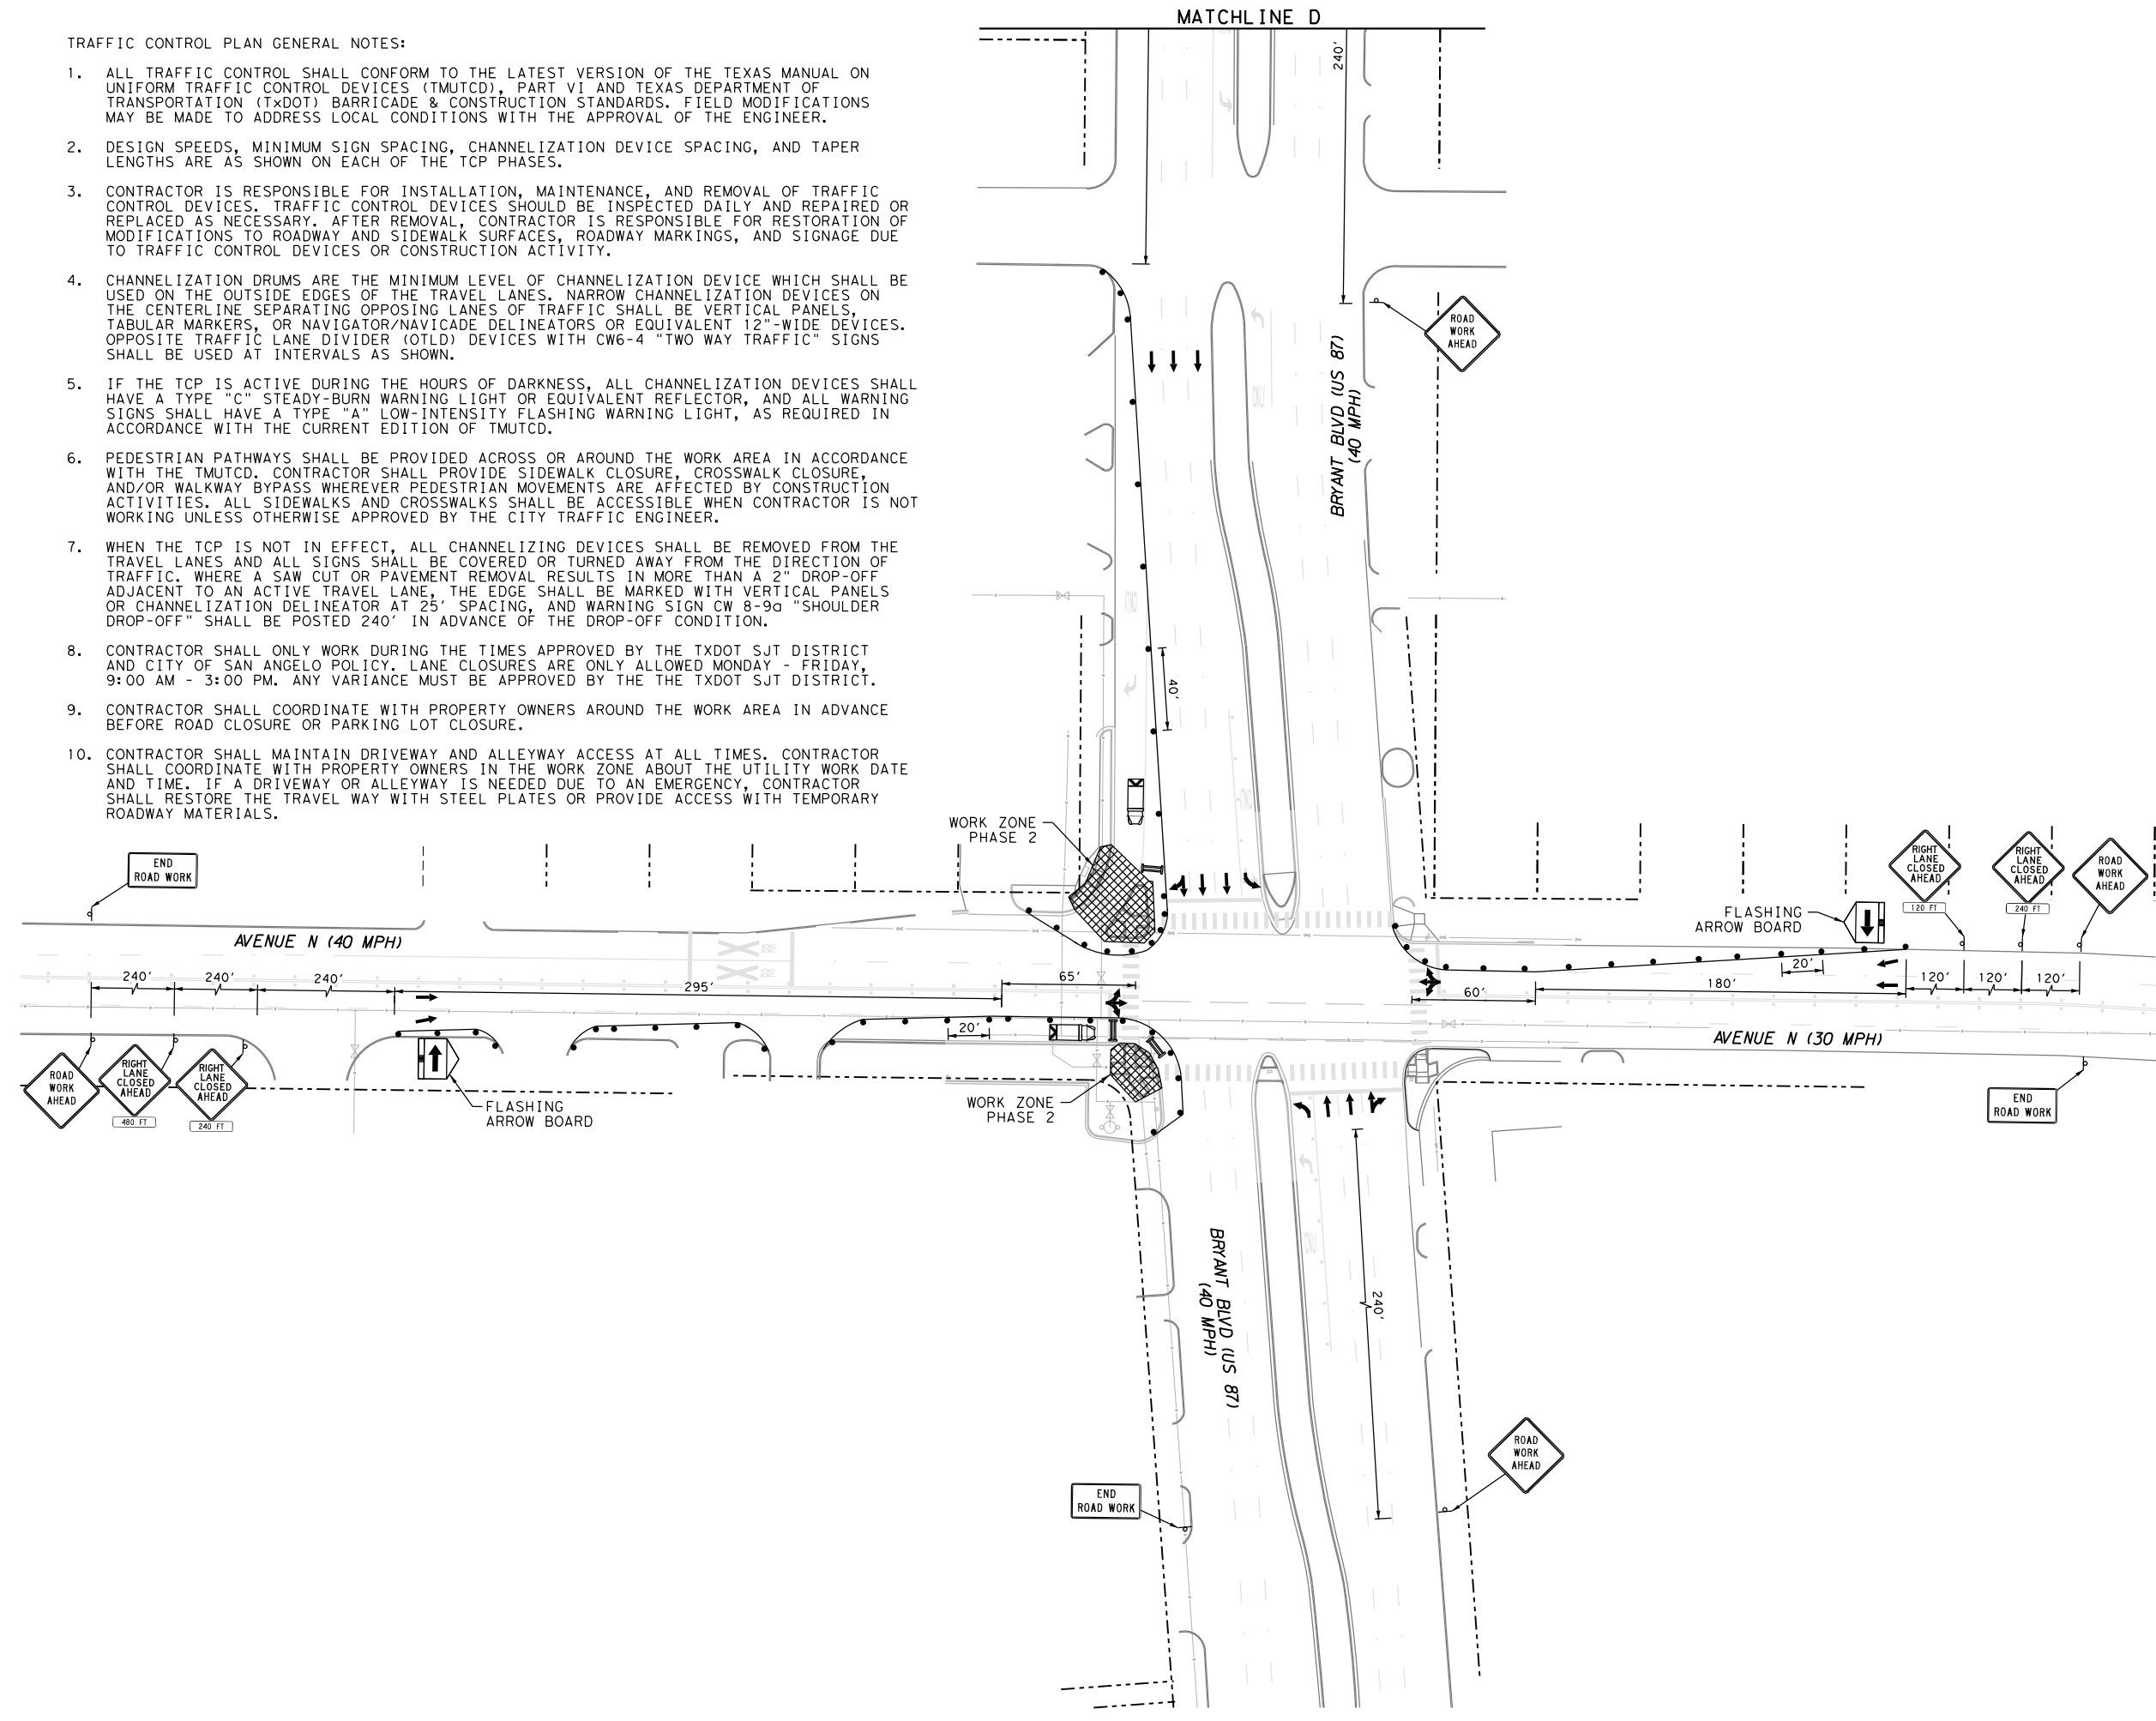 MATCHLINE D
TRAFFIC CONTROL PLAN GENERAL NOTES:
1. ALL TRAFFIC CONTROL SHALL CONFORM TO THE LATEST VERSION OF THE TEXAS MANUAL ON
UNIFORM TRAFFIC CONTROL DEVICES (TMUTCD), PART VI AND TEXAS DEPARTMENT OF
TRANSPORTATION (TxDOT) BARRICADE & CONSTRUCTION STANDARDS. FIELD MODIFICATIONS
MAY BE MADE TO ADDRESS LOCAL CONDITIONS WITH THE APPROVAL OF THE ENGINEER.
2. DESIGN SPEEDS, MINIMUM SIGN SPACING, CHANNELIZATION DEVICE SPACING, AND TAPER
LENGTHS ARE AS SHOWN ON EACH OF THE TCP PHASES.
3. CONTRACTOR IS RESPONSIBLE FOR INSTALLATION, MAINTENANCE, AND REMOVAL OF TRAFFIC
CONTROL DEVICES. TRAFFIC CONTROL DEVICES SHOULD BE INSPECTED DAILY AND REPAIRED OR
REPLACED AS NECESSARY. AFTER REMOVAL, CONTRACTOR IS RESPONSIBLE FOR RESTORATION OF
MODIFICATIONS TO ROADWAY AND SIDEWALK SURFACES, ROADWAY MARKINGS, AND SIGNAGE DUE
TO TRAFFIC CONTROL DEVICES OR CONSTRUCTION ACTIVITY.
4. CHANNELIZATION DRUMS ARE THE MINIMUM LEVEL OF CHANNELIZATION DEVICE WHICH SHALL BE
USED ON THE OUTSIDE EDGES OF THE TRAVEL LANES. NARROW CHANNELIZATION DEVICES ON
THE CENTERLINE SEPARATING OPPOSING LANES OF TRAFFIC SHALL BE VERTICAL PANELS,
TABULAR MARKERS, OR NAVIGATOR/NAVICADE DELINEATORS OR EQUIVALENT 12"-WIDE DEVICES.
OPPOSITE TRAFFIC LANE DIVIDER (OTLD) DEVICES WITH CW6-4 "TWO WAY TRAFFIC" SIGNS
SHALL BE USED AT INTERVALS AS SHOWN.
5. IF THE TCP IS ACTIVE DURING THE HOURS OF DARKNESS, ALL CHANNELIZATION DEVICES SHALL
HAVE A TYPE "C" STEADY-BURN WARNING LIGHT OR EQUIVALENT REFLECTOR, AND ALL WARNING
SIGNS SHALL HAVE A TYPE "A" LOW-INTENSITY FLASHING WARNING LIGHT, AS REQUIRED IN
ACCORDANCE WITH THE CURRENT EDITION OF TMUTCD.
6. PEDESTRIAN PATHWAYS SHALL BE PROVIDED ACROSS OR AROUND THE WORK AREA IN ACCORDANCE
WITH THE TMUTCD. CONTRACTOR SHALL PROVIDE SIDEWALK CLOSURE, CROSSWALK CLOSURE,
AND/OR WALKWAY BYPASS WHEREVER PEDESTRIAN MOVEMENTS ARE AFFECTED BY CONSTRUCTION
ACTIVITIES. ALL SIDEWALKS AND CROSSWALKS SHALL BE ACCESSIBLE WHEN CONTRACTOR IS NOT
WORKING UNLESS OTHERWISE APPROVED BY THE CITY TRAFFIC ENGINEER.
7. WHEN THE TCP IS NOT IN EFFECT, ALL CHANNELIZING DEVICES SHALL BE REMOVED FROM THE
TRAVEL LANES AND ALL SIGNS SHALL BE COVERED OR TURNED AWAY FROM THE DIRECTION OF
TRAFFIC. WHERE A SAW CUT OR PAVEMENT REMOVAL RESULTS IN MORE THAN A 2" DROP-OFF
ADJACENT TO AN ACTIVE TRAVEL LANE, THE EDGE SHALL BE MARKED WITH VERTICAL PANELS
OR CHANNELIZATION DELINEATOR AT 25' SPACING, AND WARNING SIGN CW 8-9a "SHOULDER
DROP-OFF" SHALL BE POSTED 240' IN ADVANCE OF THE DROP-OFF CONDITION.
8. CONTRACTOR SHALL ONLY WORK DURING THE TIMES APPROVED BY THE TXDOT SJT DISTRICT
AND CITY OF SAN ANGELO POLICY. LANE CLOSURES ARE ONLY ALLOWED MONDAY - FRIDAY,
9:00 AM - 3:00 PM. ANY VARIANCE MUST BE APPROVED BY THE THE TXDOT SJT DISTRICT.
9. CONTRACTOR SHALL COORDINATE WITH PROPERTY OWNERS AROUND THE WORK AREA IN ADVANCE
BEFORE ROAD CLOSURE OR PARKING LOT CLOSURE.
10. CONTRACTOR SHALL MAINTAIN DRIVEWAY AND ALLEYWAY ACCESS AT ALL TIMES. CONTRACTOR
SHALL COORDINATE WITH PROPERTY OWNERS IN THE WORK ZONE ABOUT THE UTILITY WORK DATE
AND TIME. IF A DRIVEWAY OR ALLEYWAY IS NEEDED DUE TO AN EMERGENCY, CONTRACTOR
SHALL RESTORE THE TRAVEL WAY WITH STEEL PLATES OR PROVIDE ACCESS WITH TEMPORARY
ROADWAY MATERIALS.
240'
ROAD
WORK
AHEAD
BRYANT BLVD (US 87)
(40 MPH)
ONLY
ONLY
40'
ONLY
WORK ZONE
PHASE 2
END
ROAD WORK
AVENUE N (40 MPH)
RR
RR
240'
240'
240'
295'
65'
20'
ROAD
WORK
AHEAD
RIGHT
LANE
CLOSED
AHEAD
480 FT
RIGHT
LANE
CLOSED
AHEAD
240 FT
FLASHING
ARROW BOARD
WORK ZONE
PHASE 2
FLASHING
ARROW BOARD
RIGHT
LANE
CLOSED
AHEAD
120 FT
RIGHT
LANE
CLOSED
AHEAD
240 FT
ROAD
WORK
AHEAD
20'
60'
180'
120'
120'
120'
AVENUE N (30 MPH)
END
ROAD WORK
BRYANT BLVD (US 87)
(40 MPH)
ONLY
240'
ROAD
WORK
AHEAD
END
ROAD WORK